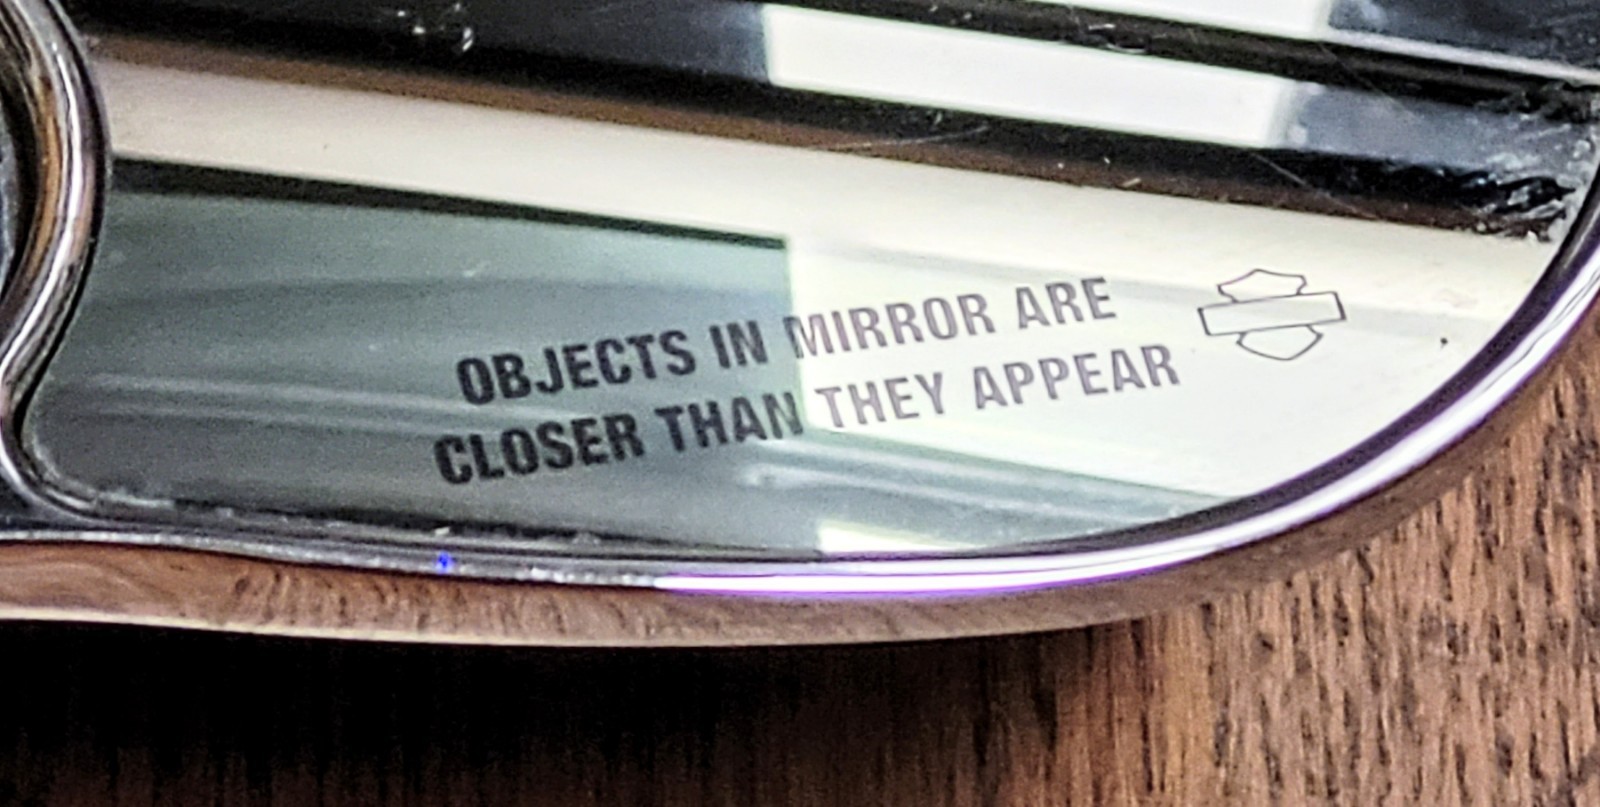 OBJECTS IN MIRROR ARE
CLOSER THAN THEY APPEAR